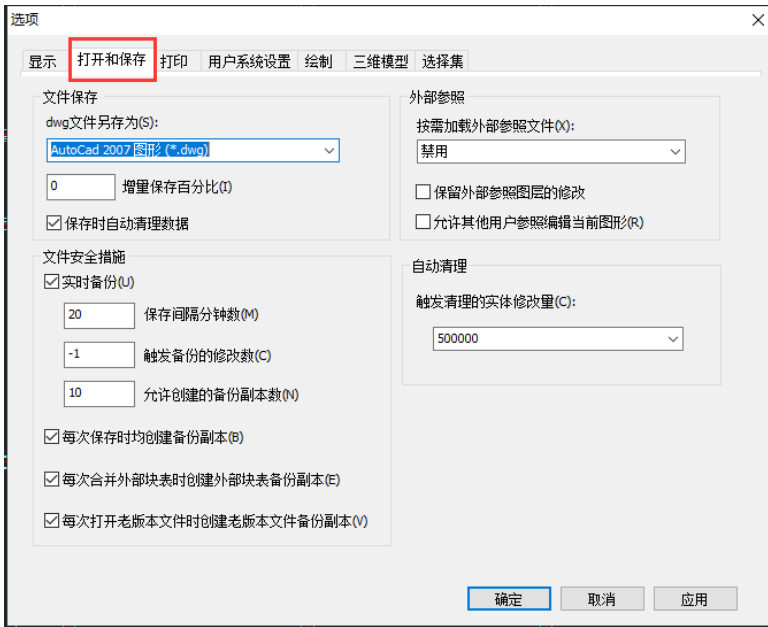 选项
显示 打开和保存 打印 用户系统设置 绘制 三维模型 选择集
文件保存
dwg文件另存为(S):
AutoCad 2007 图形 (*.dwg)
0 增量保存百分比(I)
保存时自动清理数据
文件安全措施
实时备份(U)
20 保存间隔分钟数(M)
-1 触发备份的修改数(C)
10 允许创建的备份副本数(N)
每次保存时均创建备份副本(B)
每次合并外部块表时创建外部块表备份副本(E)
每次打开老版本文件时创建老版本文件备份副本(V)
外部参照
按需加载外部参照文件(X):
禁用
保留外部参照图层的修改
允许其他用户参照编辑当前图形(R)
自动清理
触发清理的实体修改量(C):
500000
确定 取消 应用